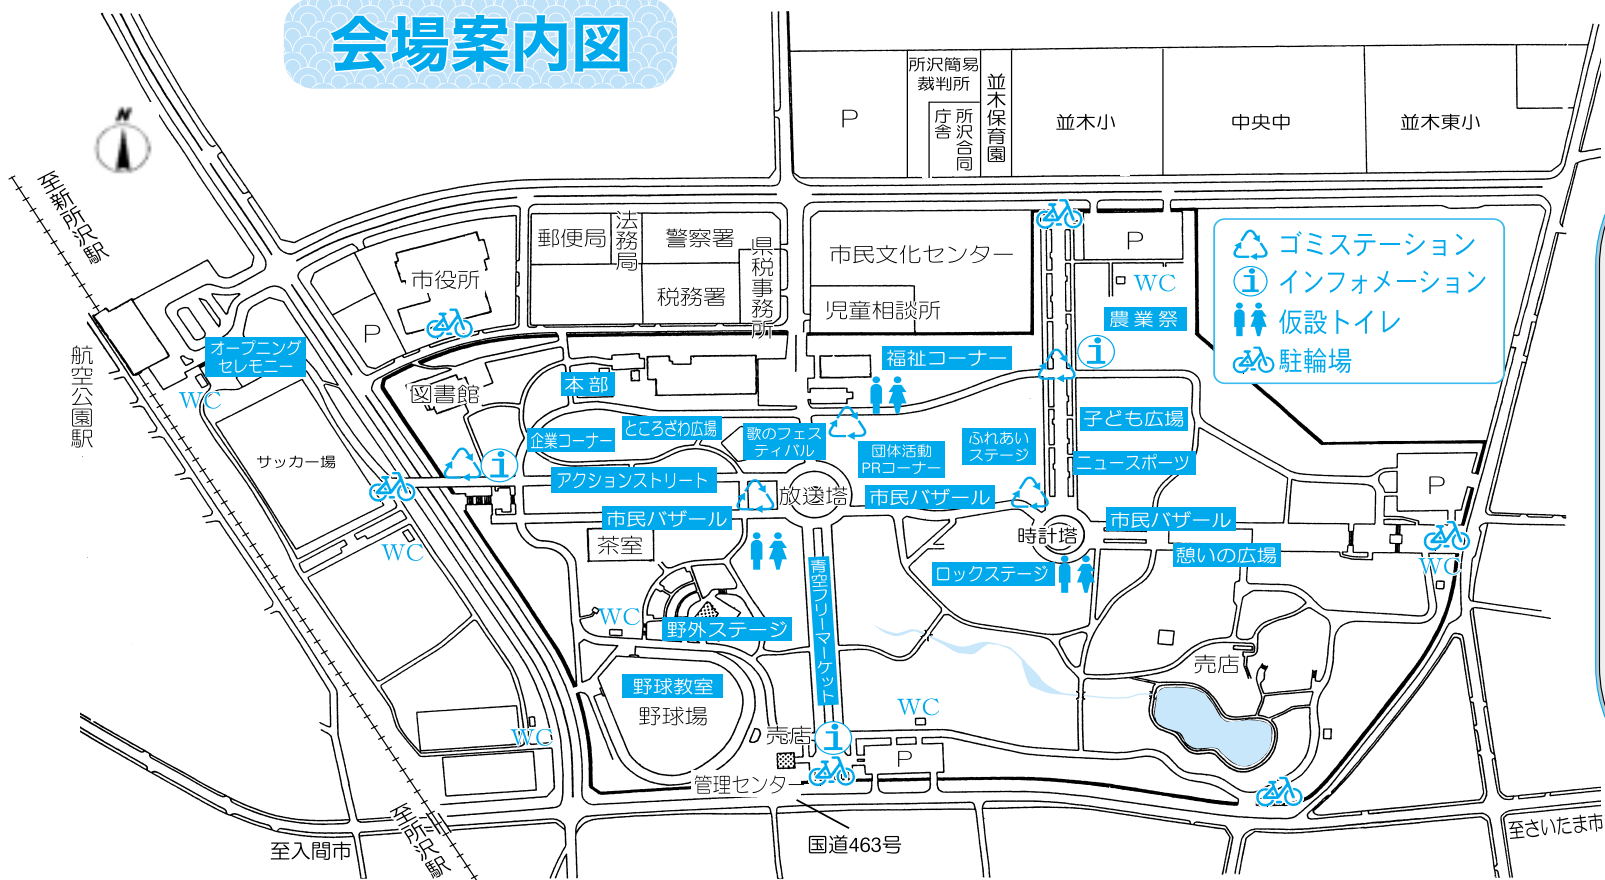 会場案内図
N
所沢簡易
裁判所
並木保育園
所沢合同
庁舎
P
並木小
中央中
並木東小
至新所沢駅
郵便局
法務局
警察署
県税事務所
税務署
市役所
P
市民文化センター
児童相談所
P
WC
農業祭
ゴミステーション
インフォメーション
仮設トイレ
駐輪場
航空公園駅
オープニング
セレモニー
WC
図書館
本部
福祉コーナー
企業コーナー
ところざわ広場
歌のフェス
ティバル
団体活動
PRコーナー
ふれあい
ステージ
子ども広場
ニュースポーツ
サッカー場
アクションストリート
放送塔
市民バザール
市民バザール
市民バザール
P
茶室
時計塔
憩いの広場
WC
WC
ロックステージ
青空フリーマーケット
WC
野外ステージ
売店
野球教室
野球場
WC
WC
売店
管理センター
P
至所沢駅
至入間市
国道463号
至さいたま市